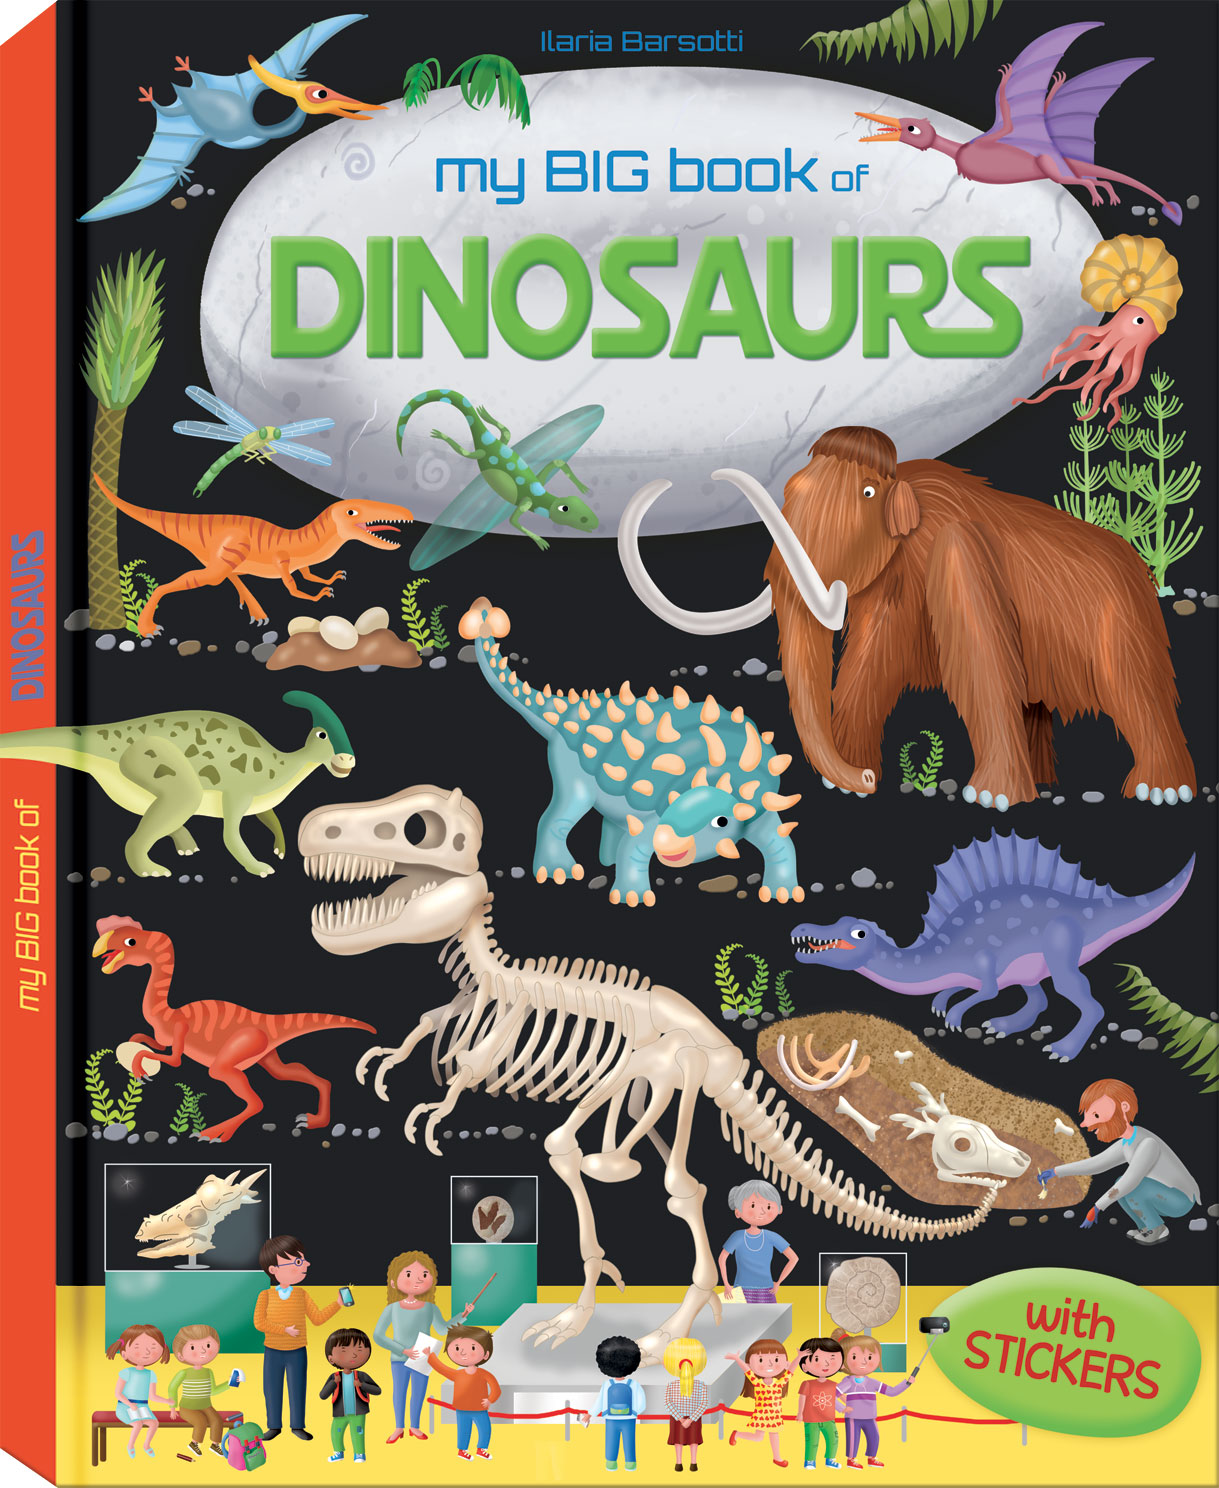 Ilaria Barsotti
my BIG book of
DINOSAURS
my BIG book of DINOSAURS
with
STICKERS